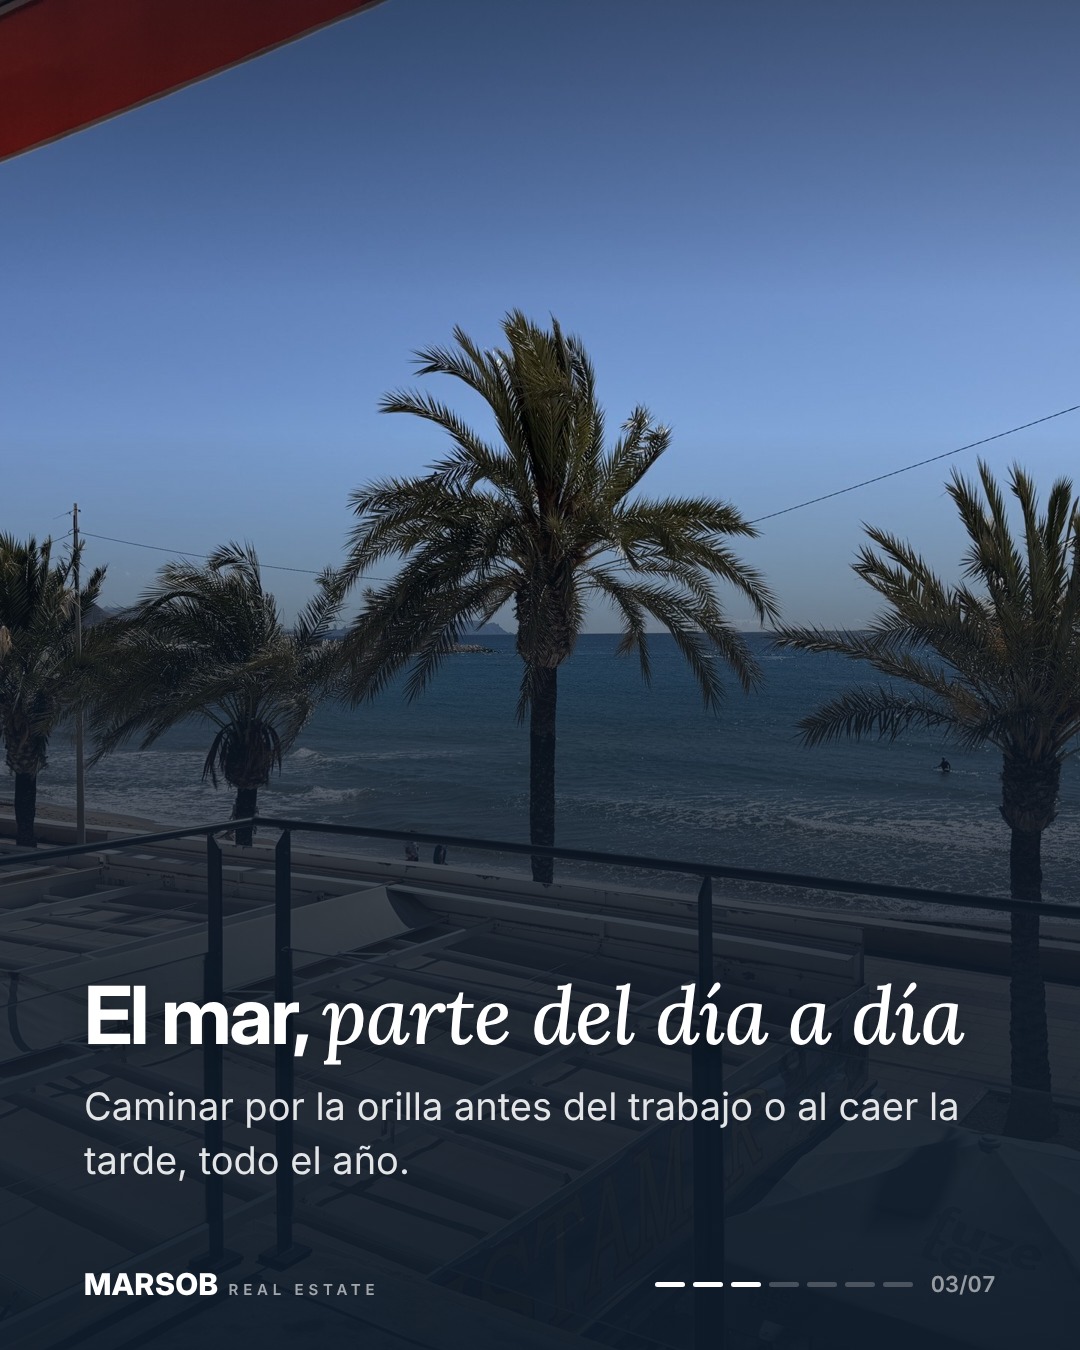 El mar, parte del día a día
Caminar por la orilla antes del trabajo o al caer la
tarde, todo el año.
MARSOB REAL ESTATE
03/07